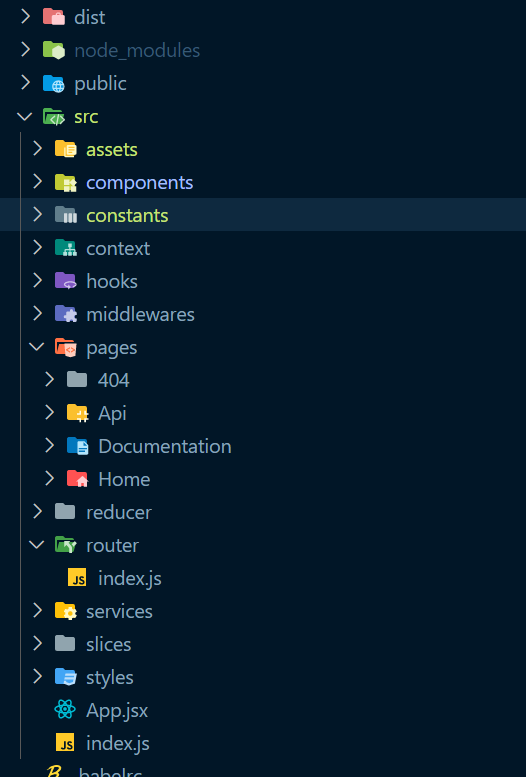 dist
node_modules
public
src
assets
components
constants
context
hooks
middlewares
pages
404
Api
Documentation
Home
reducer
router
JS index.js
services
slices
styles
App.jsx
JS index.js
babelrc